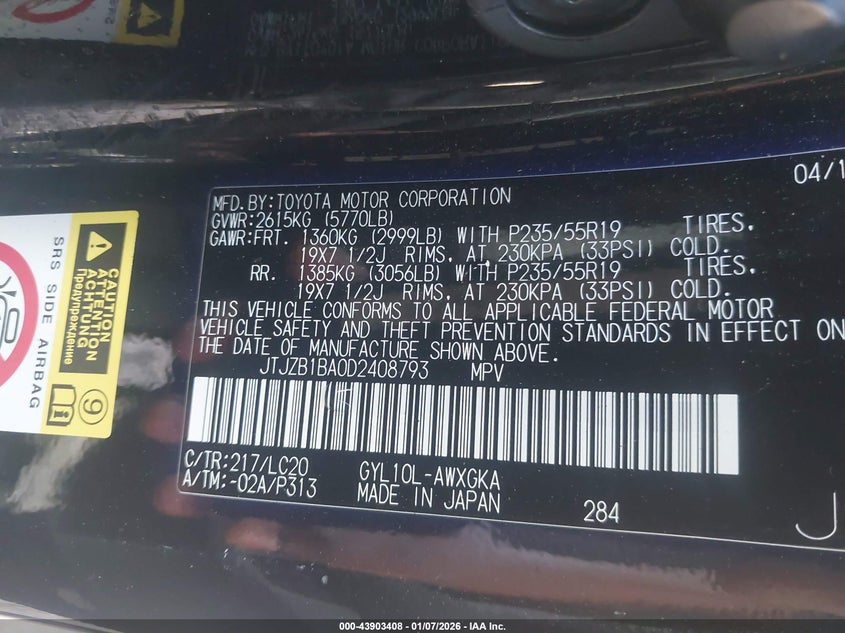 04/1
MFD.BY:TOYOTA MOTOR CORPORATION
GVWR:2615KG (5770LB)
GAWR:FRT. 1360KG (2999LB) WITH P235/55R19 TIRES.
19X7 1/2J RIMS, AT 230KPA (33PSI) COLD.
RR. 1385KG (3056LB) WITH P235/55R19 TIRES.
19X7 1/2J RIMS, AT 230KPA (33PSI) COLD.
THIS VEHICLE CONFORMS TO ALL APPLICABLE FEDERAL MOTOR
VEHICLE SAFETY AND THEFT PREVENTION STANDARDS IN EFFECT ON
THE DATE OF MANUFACTURE SHOWN ABOVE.
JTJZB1BA0D2408793 MPV
C/TR:217/LC20 GYL10L-AWXGKA
A/TM:-02A/P313 MADE IN JAPAN
284
J
SRS SIDE AIRBAG
CAUTION
ATTENTION
ACHTUNG
Предупреждение
9
000-43903408 - 01/07/2026 - IAA Inc.